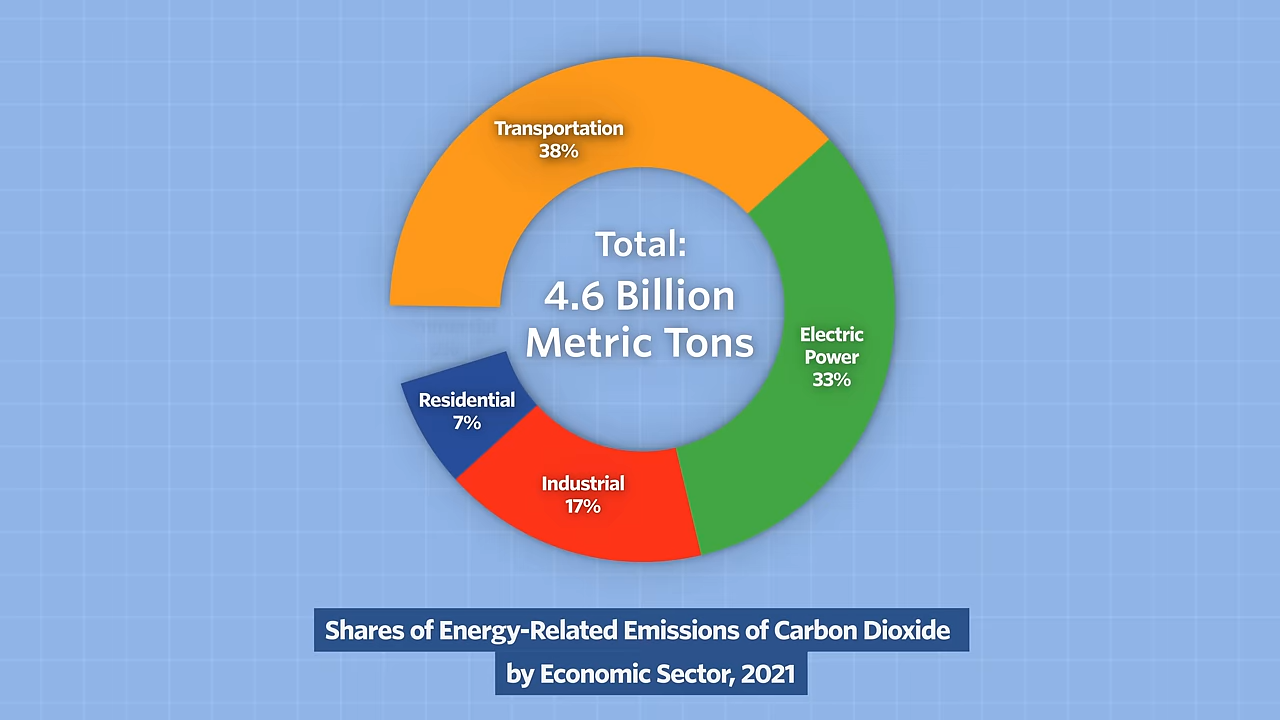 Transportation
38%
Total:
4.6 Billion
Metric Tons
Electric
Power
33%
Residential
7%
Industrial
17%
Shares of Energy-Related Emissions of Carbon Dioxide
by Economic Sector, 2021